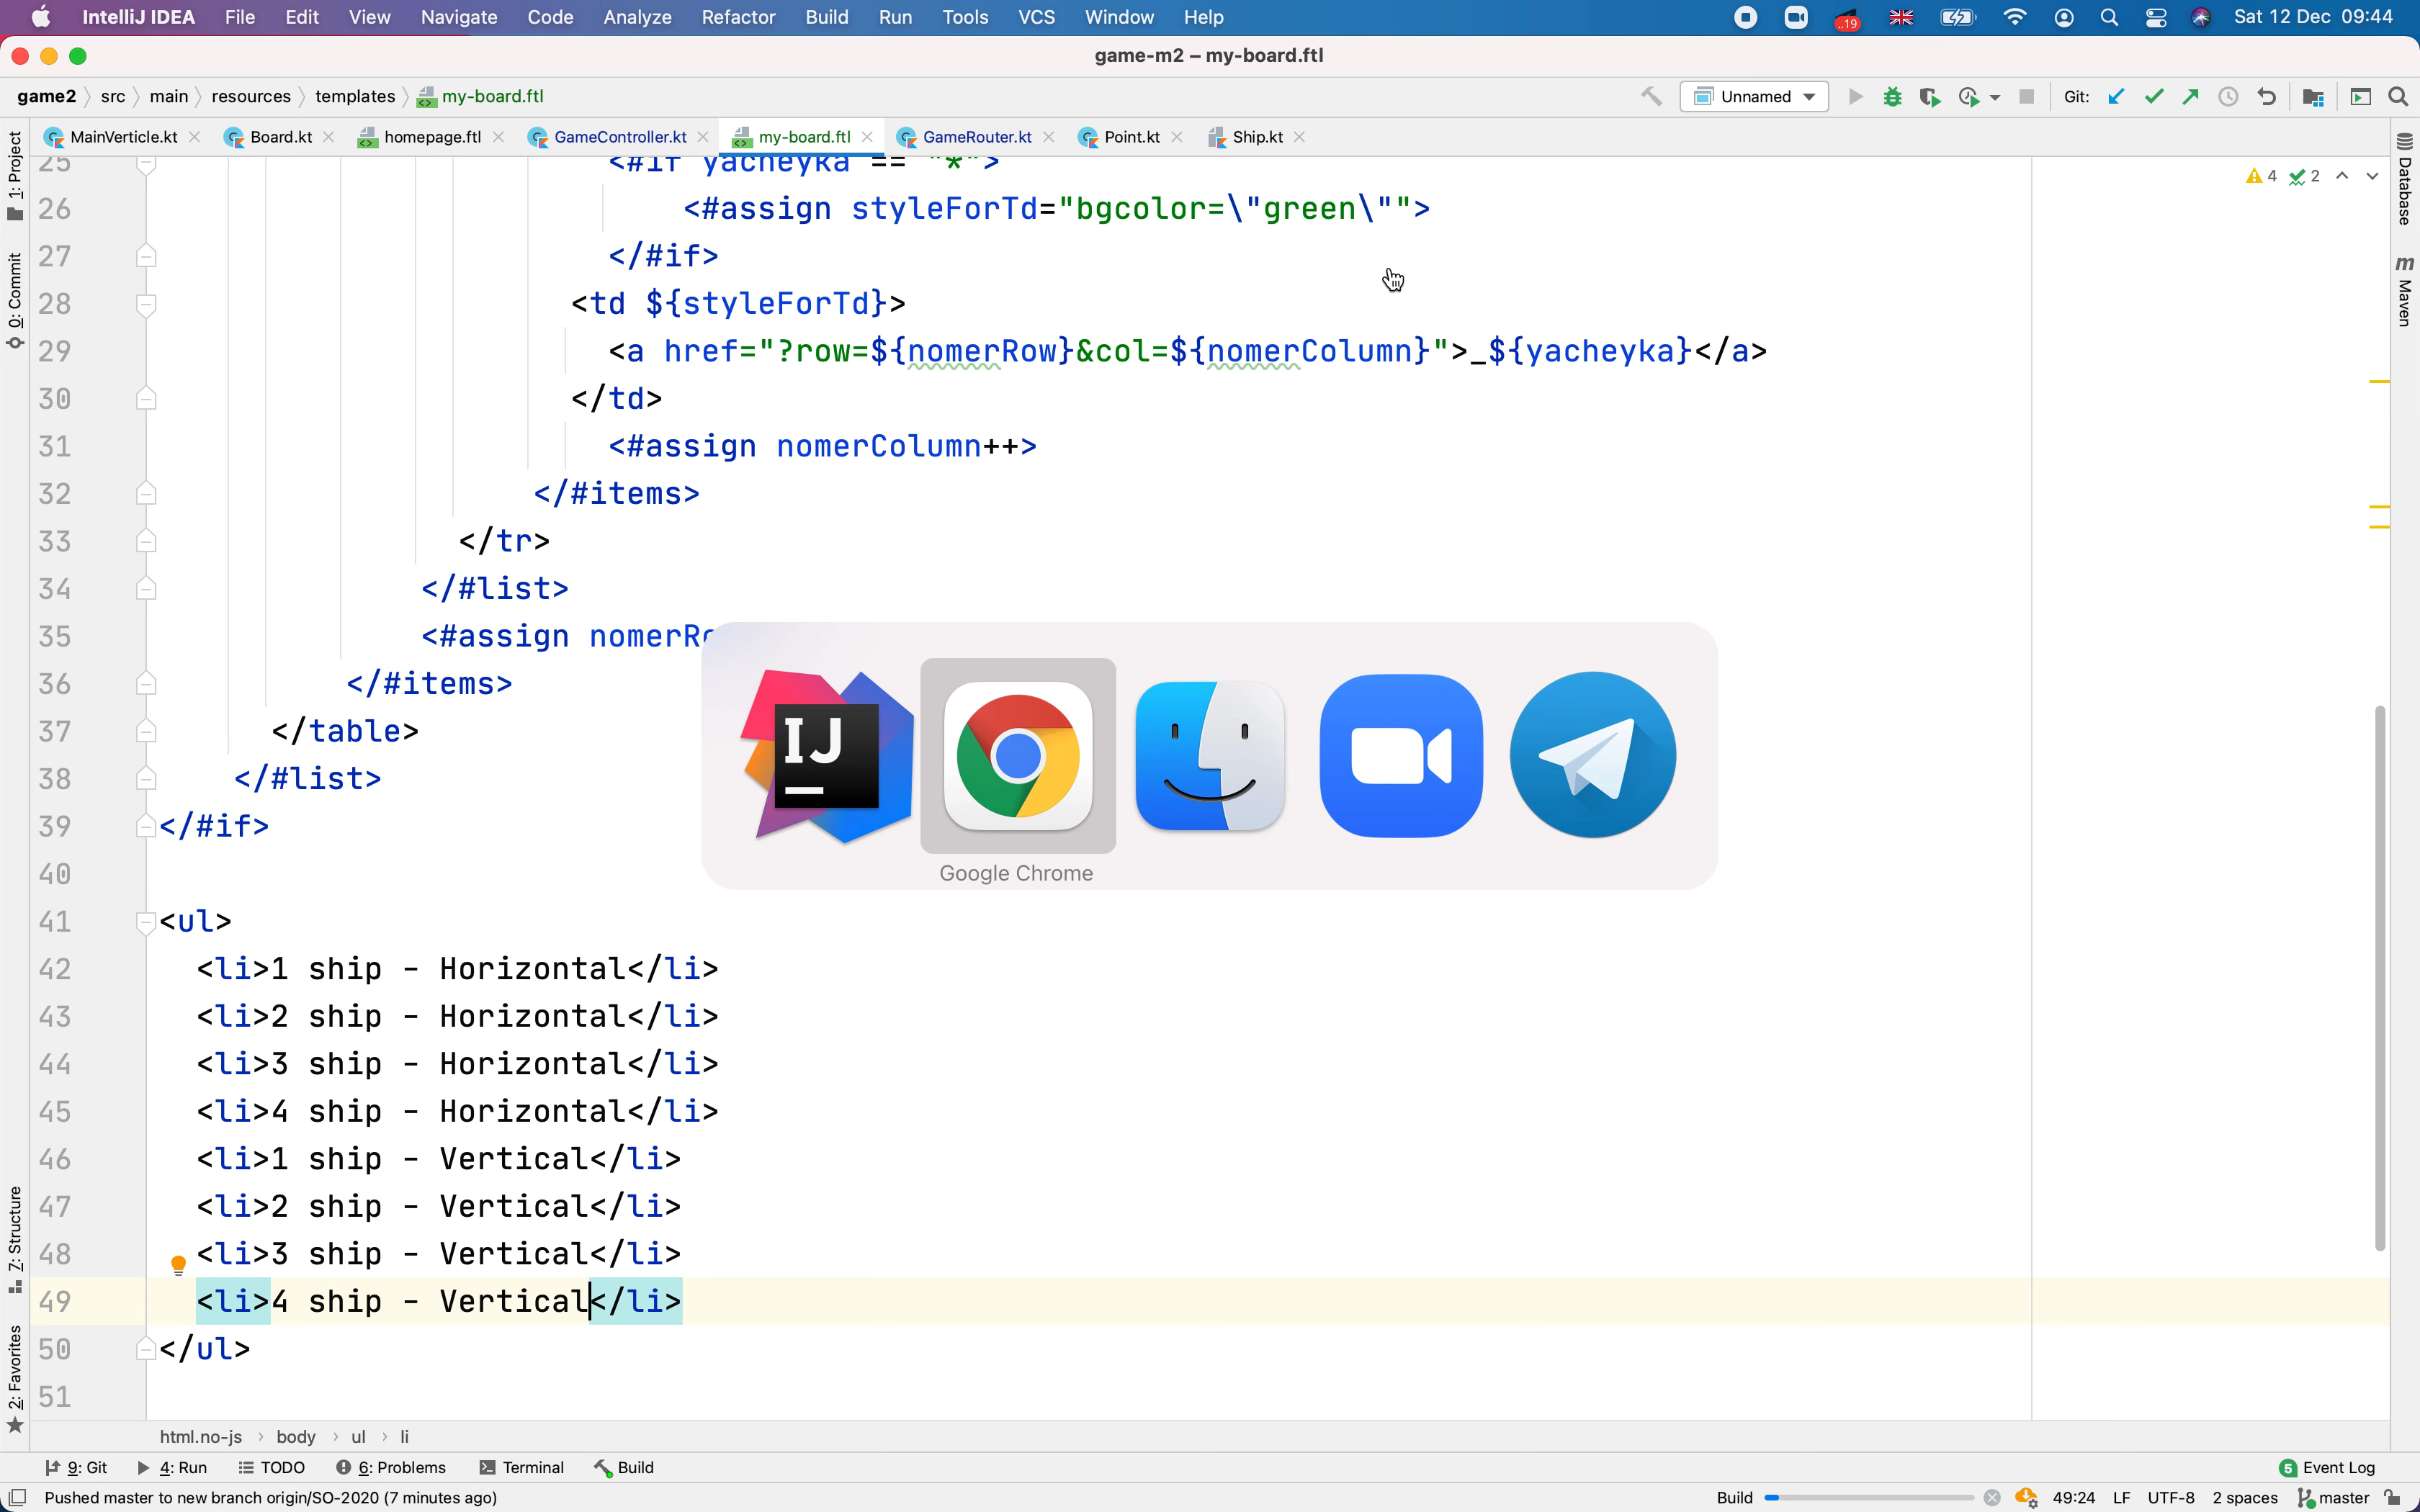 IntelliJ IDEA File Edit View Navigate Code Analyze Refactor Build Run Tools VCS Window Help ..19 Sat 12 Dec 09:44
game-m2 – my-board.ftl
game2 src main resources templates my-board.ftl Unnamed Git:
MainVerticle.kt Board.kt homepage.ftl GameController.kt my-board.ftl GameRouter.kt Point.kt Ship.kt
1: Project
0: Commit
7: Structure
2: Favorites
Database
m Maven
4 2
25 <#if yacheyka == "*">
26 <#assign styleForTd="bgcolor=\"green\"">
27 </#if>
28 <td ${styleForTd}>
29 <a href="?row=${nomerRow}&col=${nomerColumn}">_${yacheyka}</a>
30 </td>
31 <#assign nomerColumn++>
32 </#items>
33 </tr>
34 </#list>
35 <#assign
36 </#items>
37 </table>
38 </#list>
39 </#if>
40
41 <ul>
42 <li>1 ship - Horizontal</li>
43 <li>2 ship - Horizontal</li>
44 <li>3 ship - Horizontal</li>
45 <li>4 ship - Horizontal</li>
46 <li>1 ship - Vertical</li>
47 <li>2 ship - Vertical</li>
48 <li>3 ship - Vertical</li>
49 <li>4 ship - Vertical</li>
50 </ul>
51
IJ
Google Chrome
html.no-js body ul li
9: Git 4: Run TODO 6: Problems Terminal Build 5 Event Log
Pushed master to new branch origin/SO-2020 (7 minutes ago) Build 49:24 LF UTF-8 2 spaces master